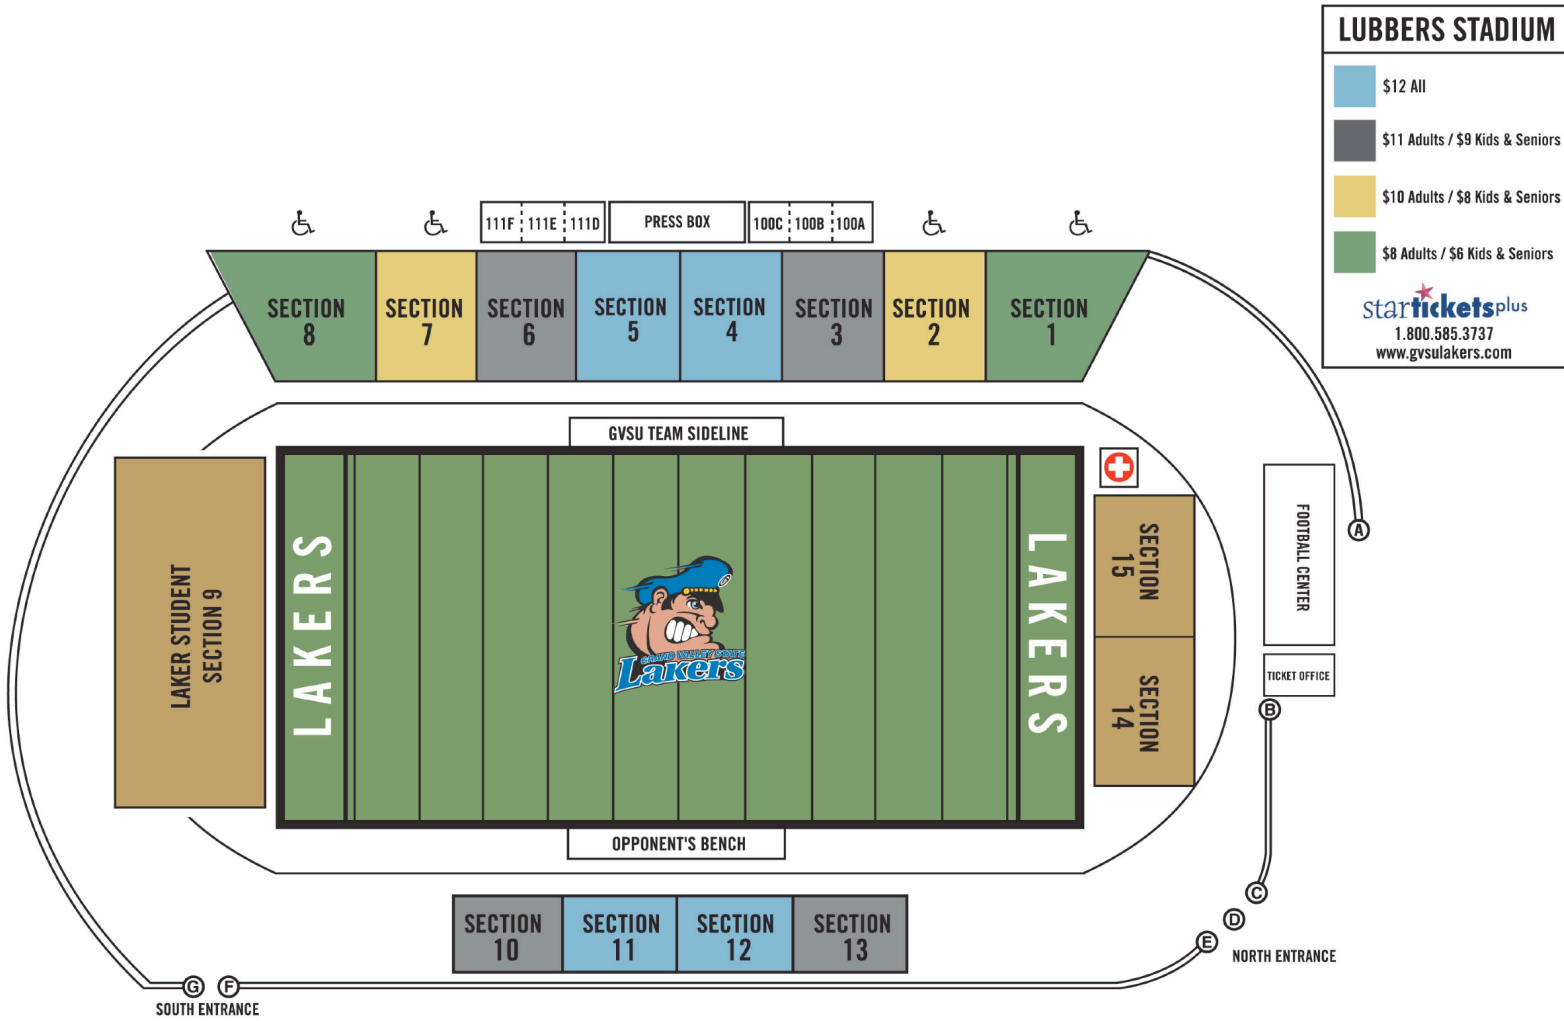 LUBBERS STADIUM
$12 All
$11 Adults / $9 Kids & Seniors
$10 Adults / $8 Kids & Seniors
$8 Adults / $6 Kids & Seniors
starticketsplus
1.800.585.3737
www.gvsulakers.com
111F 111E 111D
PRESS BOX
100C 100B 100A
SECTION
8
SECTION
7
SECTION
6
SECTION
5
SECTION
4
SECTION
3
SECTION
2
SECTION
1
GVSU TEAM SIDELINE
LAKER STUDENT
SECTION 9
LAKERS
GRAND VALLEY STATE
Lakers
LAKERS
SECTION
15
SECTION
14
FOOTBALL CENTER
TICKET OFFICE
A
B
C
D
E
NORTH ENTRANCE
OPPONENT'S BENCH
SECTION
10
SECTION
11
SECTION
12
SECTION
13
G
F
SOUTH ENTRANCE